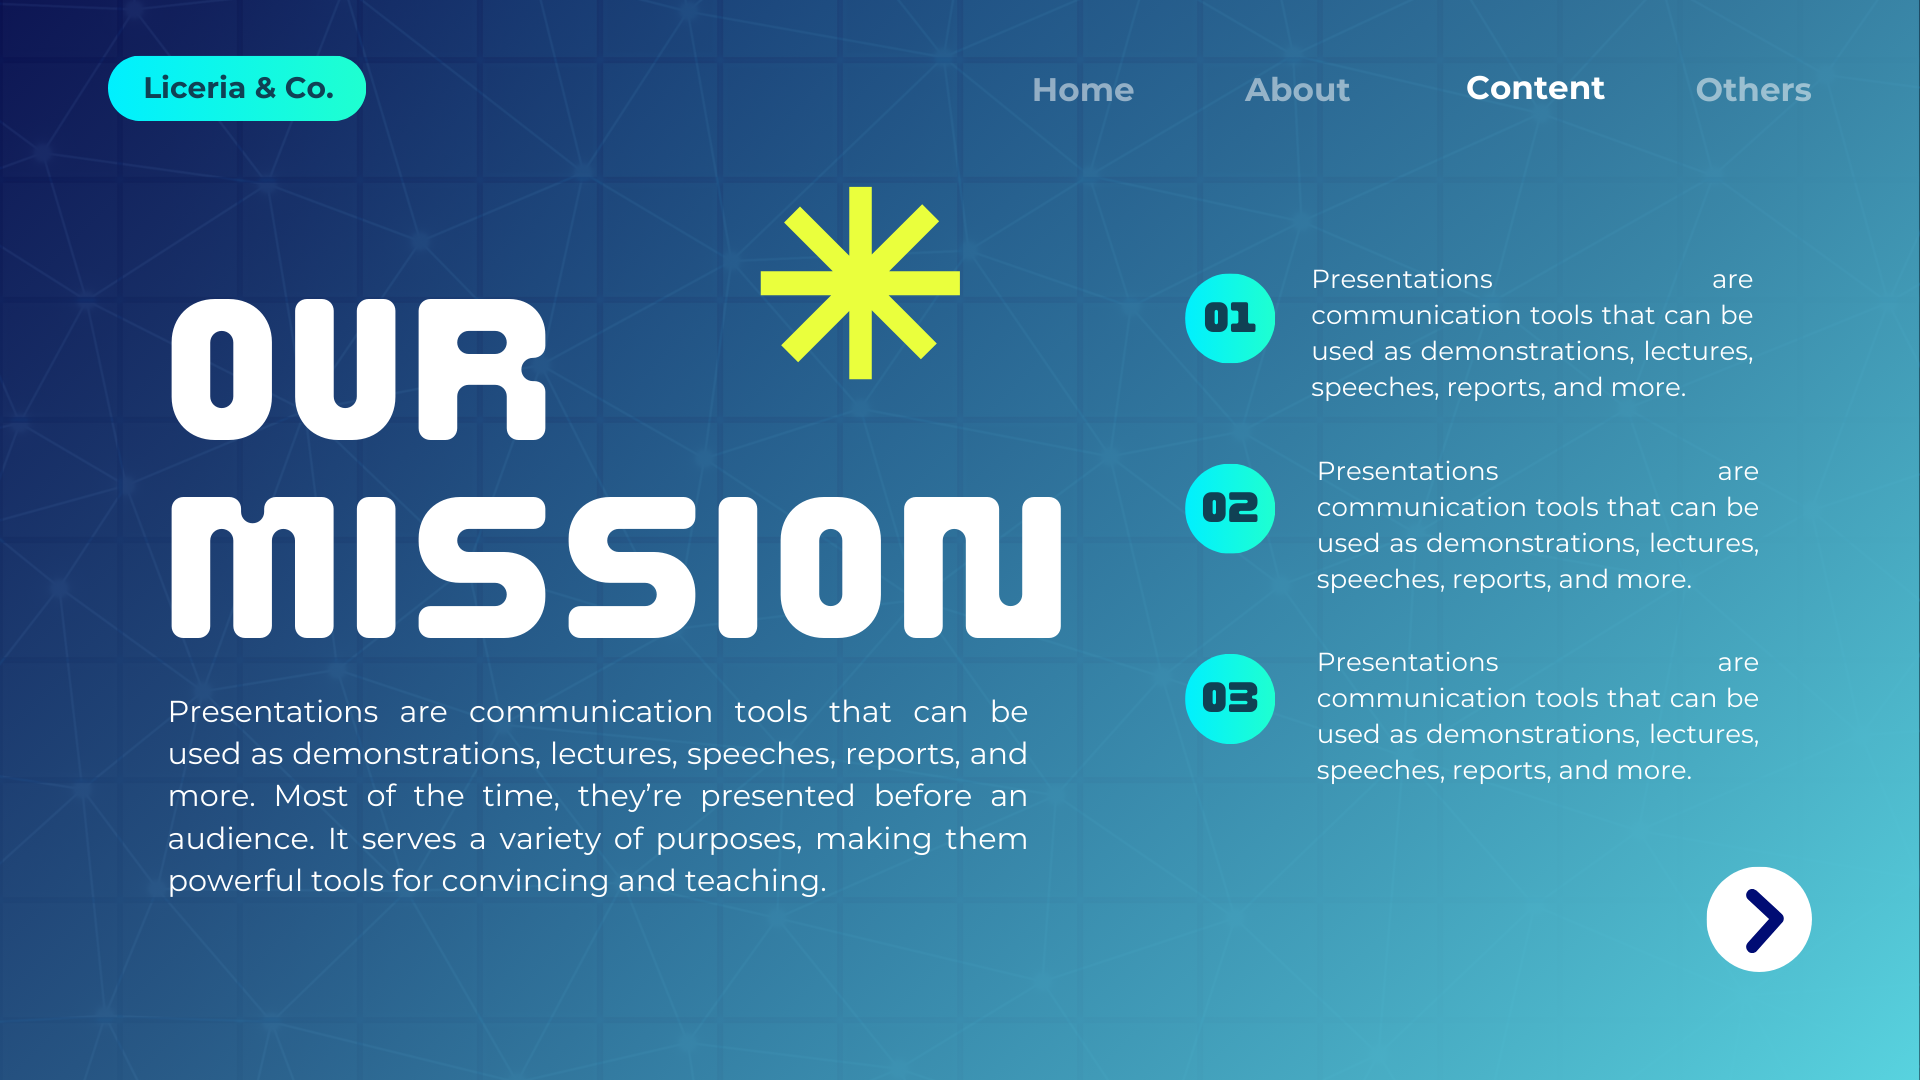 Liceria & Co.
Home About Content Others
OUR
MISSION
Presentations are communication tools that can be
used as demonstrations, lectures, speeches, reports, and
more. Most of the time, they’re presented before an
audience. It serves a variety of purposes, making them
powerful tools for convincing and teaching.
01
Presentations are
communication tools that can be
used as demonstrations, lectures,
speeches, reports, and more.
02
Presentations are
communication tools that can be
used as demonstrations, lectures,
speeches, reports, and more.
03
Presentations are
communication tools that can be
used as demonstrations, lectures,
speeches, reports, and more.